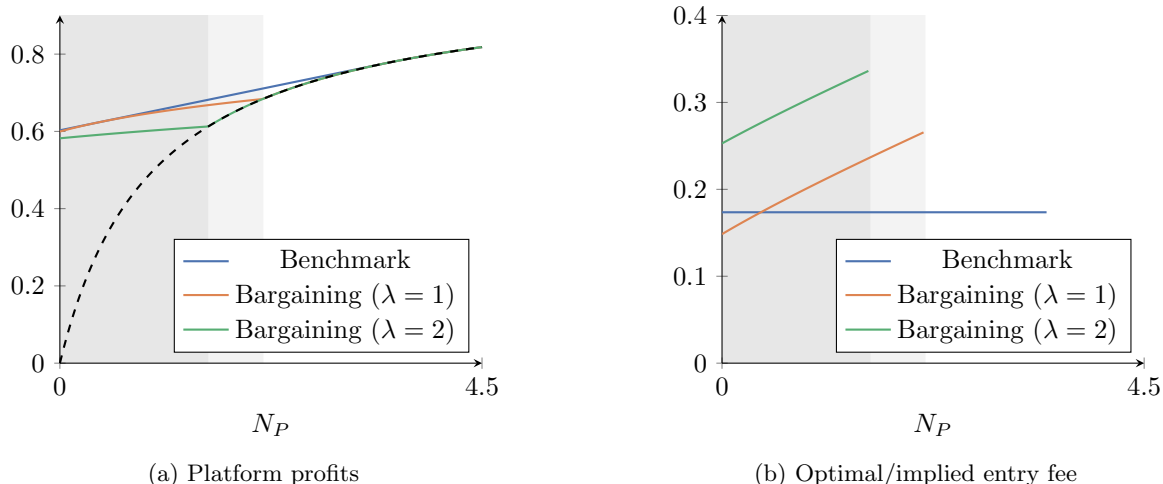 0.8
0.6
0.4
0.2
0
0
4.5
N_P
Benchmark
Bargaining (λ = 1)
Bargaining (λ = 2)
(a) Platform profits
0.4
0.3
0.2
0.1
0
0
4.5
N_P
Benchmark
Bargaining (λ = 1)
Bargaining (λ = 2)
(b) Optimal/implied entry fee